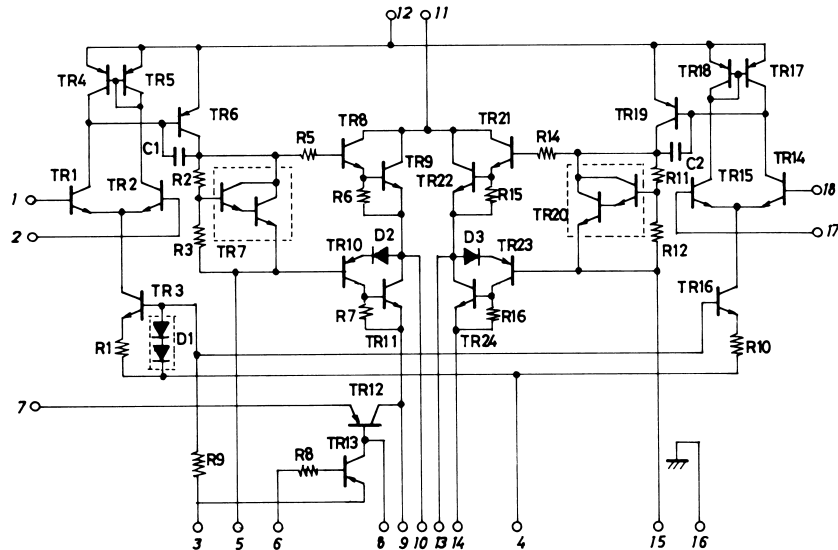 12 11
TR4 TR5 TR18 TR17
TR6 TR8 TR21 TR19
R5 R14
C1 C2
TR1 TR2 R2 TR9 TR22 R11 TR15 TR14
R6 R15
1 18
2 17
R3 TR7 TR20 R12
TR10 D2 D3 TR23
TR3 TR16
R7 R16
R1 D1 TR11 TR24 R10
7 TR12
R9 R8 TR13
3 5 6 8 9 10 13 14 4 15 16